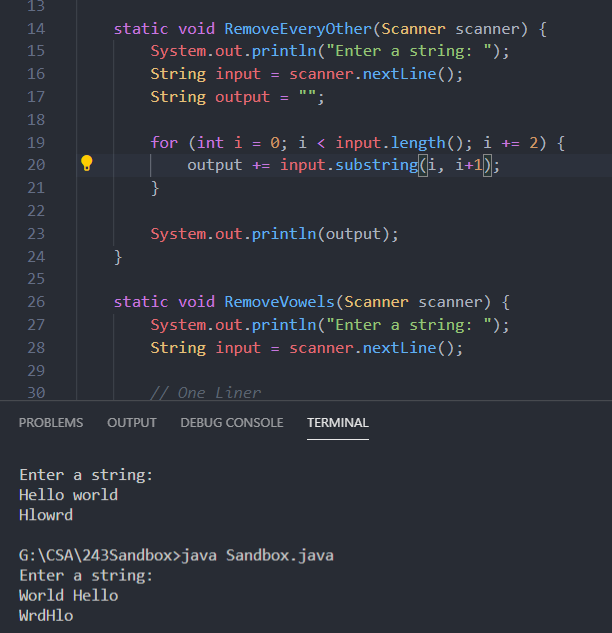 13
14 static void RemoveEveryOther(Scanner scanner) {
15 System.out.println("Enter a string: ");
16 String input = scanner.nextLine();
17 String output = "";
18
19 for (int i = 0; i < input.length(); i += 2) {
20 output += input.substring(i, i+1);
21 }
22
23 System.out.println(output);
24 }
25
26 static void RemoveVowels(Scanner scanner) {
27 System.out.println("Enter a string: ");
28 String input = scanner.nextLine();
29
30 // One Liner
PROBLEMS OUTPUT DEBUG CONSOLE TERMINAL
Enter a string:
Hello world
Hlowrd
G:\CSA\243Sandbox>java Sandbox.java
Enter a string:
World Hello
WrdHlo